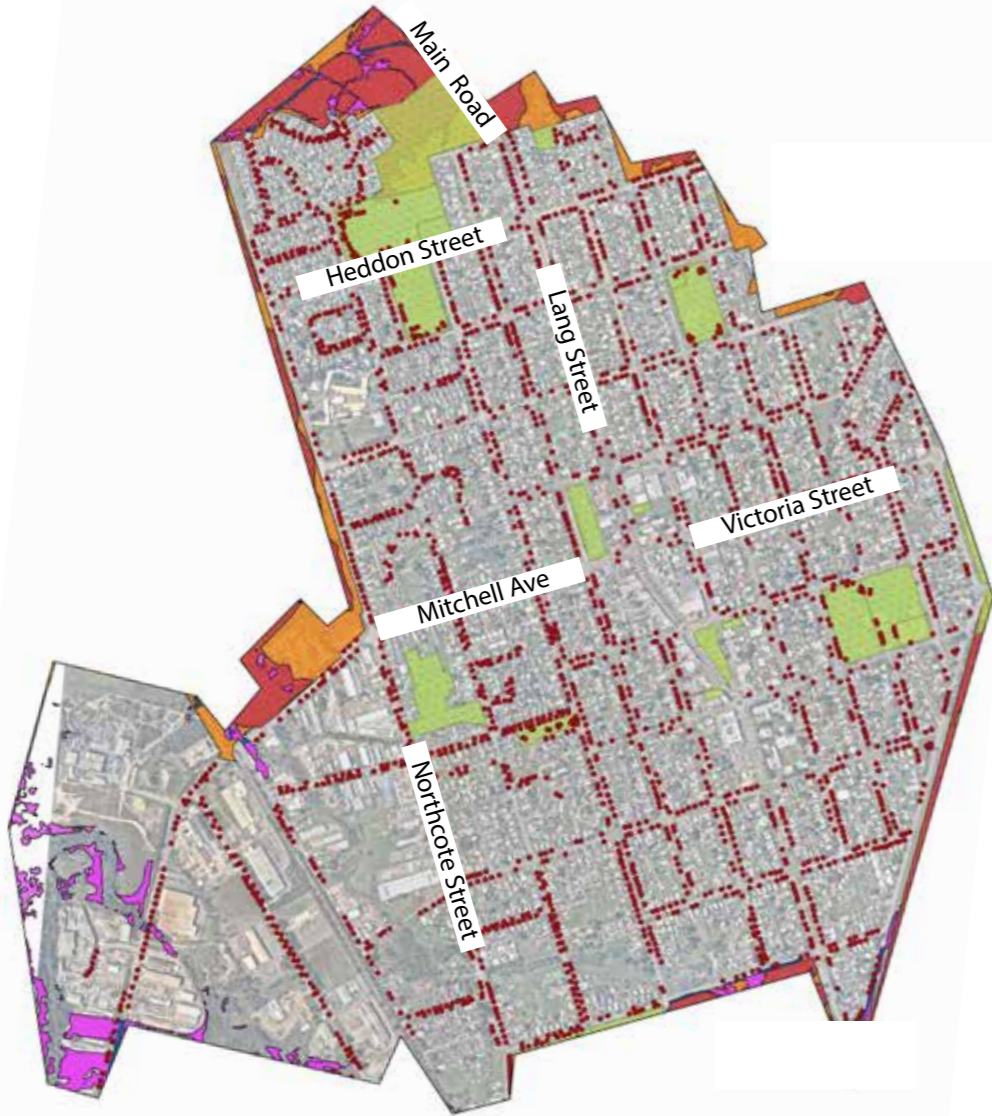 Main Road
Heddon Street
Lang Street
Victoria Street
Mitchell Ave
Northcote Street